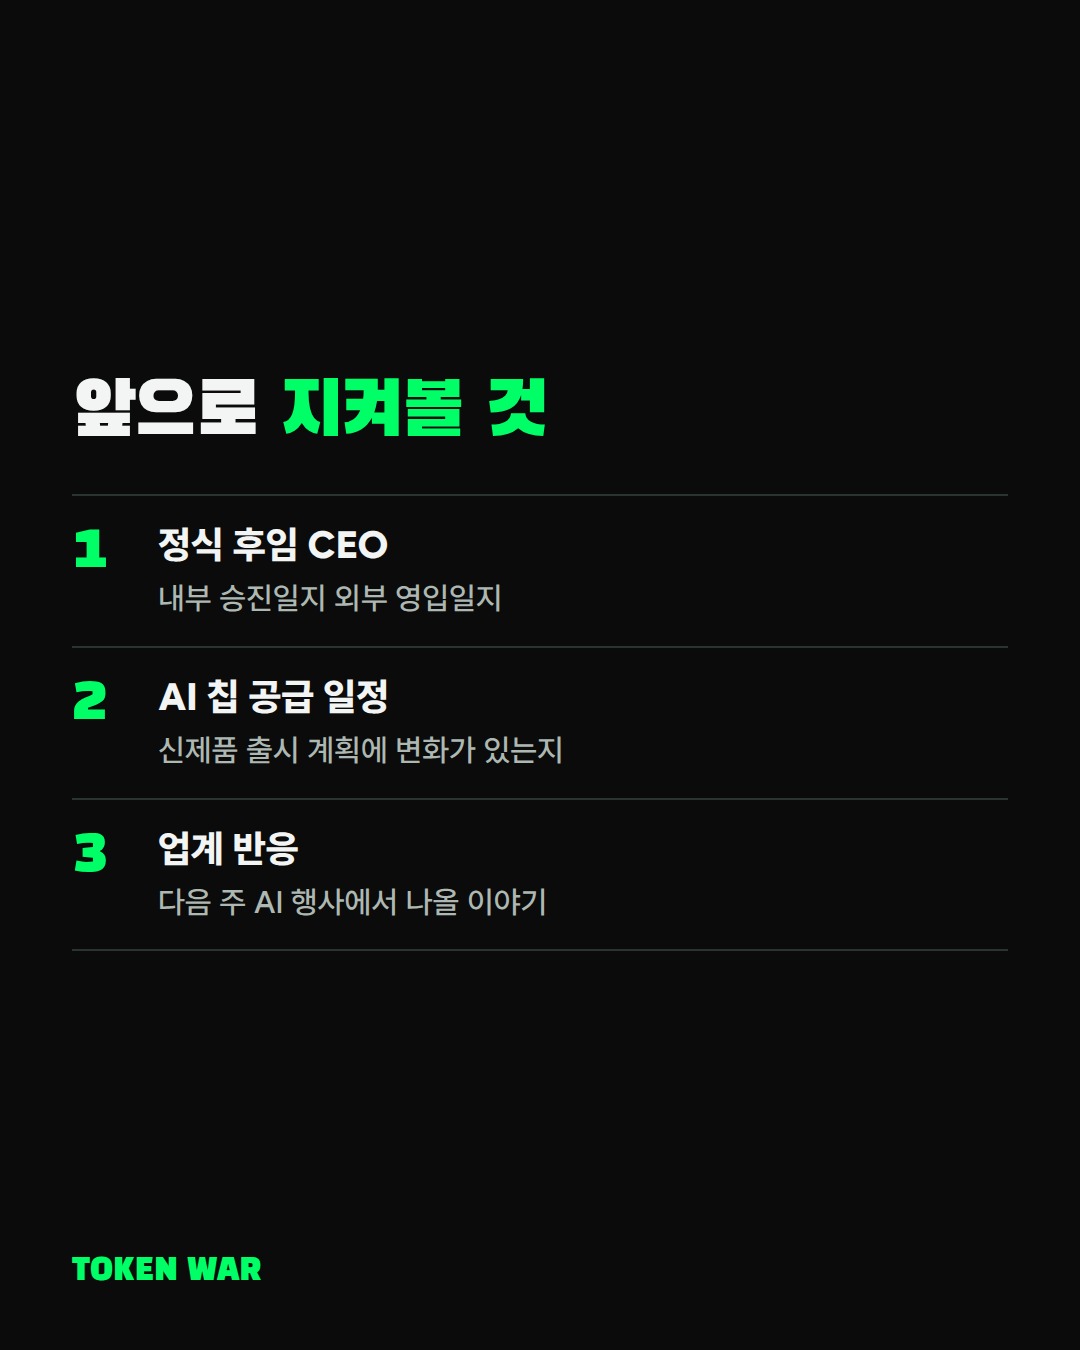 앞으로 지켜볼 것
1 정식 후임 CEO
내부 승진일지 외부 영입일지
2 AI 칩 공급 일정
신제품 출시 계획에 변화가 있는지
3 업계 반응
다음 주 AI 행사에서 나올 이야기
TOKEN WAR